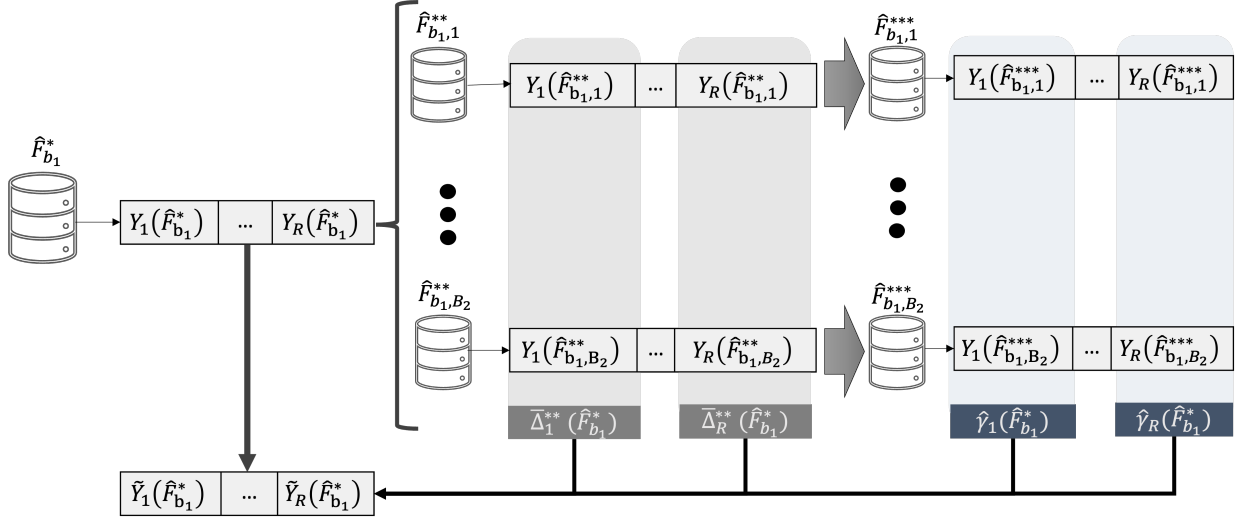 F̂**_{b₁,1}
F̂***_{b₁,1}
Y₁(F̂**_{b₁,1}) ... Y_R(F̂**_{b₁,1})
Y₁(F̂***_{b₁,1}) ... Y_R(F̂***_{b₁,1})
F̂*_{b₁}
Y₁(F̂*_{b₁}) ... Y_R(F̂*_{b₁})
F̂**_{b₁,B₂}
F̂***_{b₁,B₂}
Y₁(F̂**_{b₁,B₂}) ... Y_R(F̂**_{b₁,B₂})
Y₁(F̂***_{b₁,B₂}) ... Y_R(F̂***_{b₁,B₂})
Δ̅₁**(F̂*_{b₁}) Δ̅_R**(F̂*_{b₁})
γ̂₁(F̂*_{b₁}) γ̂_R(F̂*_{b₁})
Ỹ₁(F̂*_{b₁}) ... Ỹ_R(F̂*_{b₁})